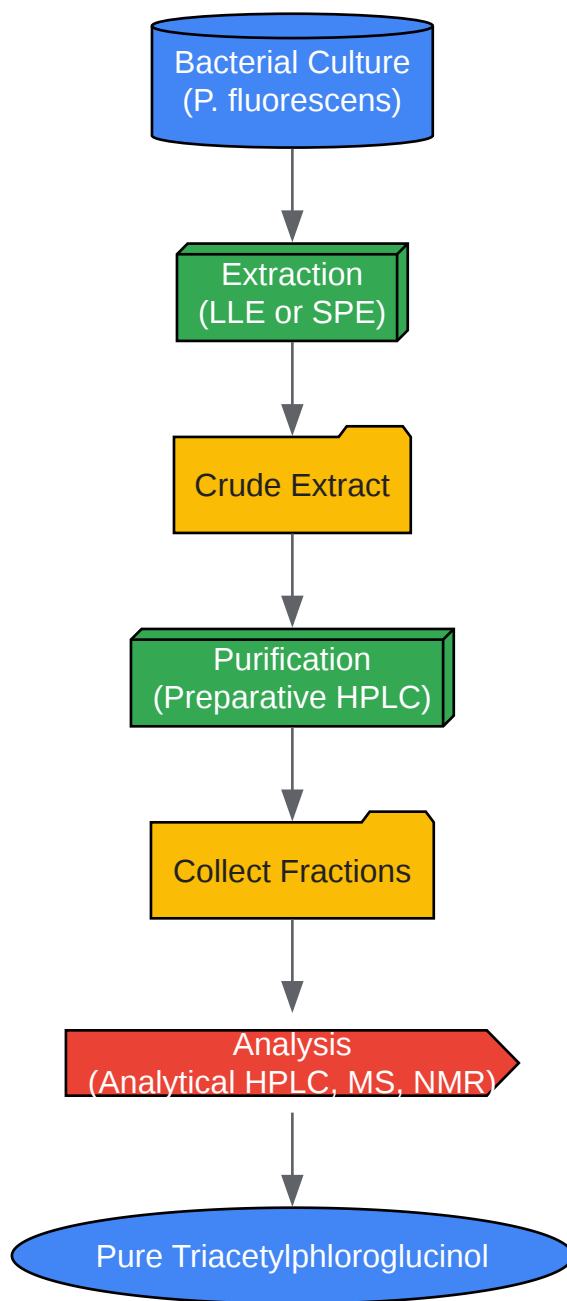 Bacterial Culture
(P. fluorescens)
Extraction
(LLE or SPE)
Crude Extract
Purification
(Preparative HPLC)
Collect Fractions
Analysis
(Analytical HPLC, MS, NMR)
Pure Triacetylphloroglucinol